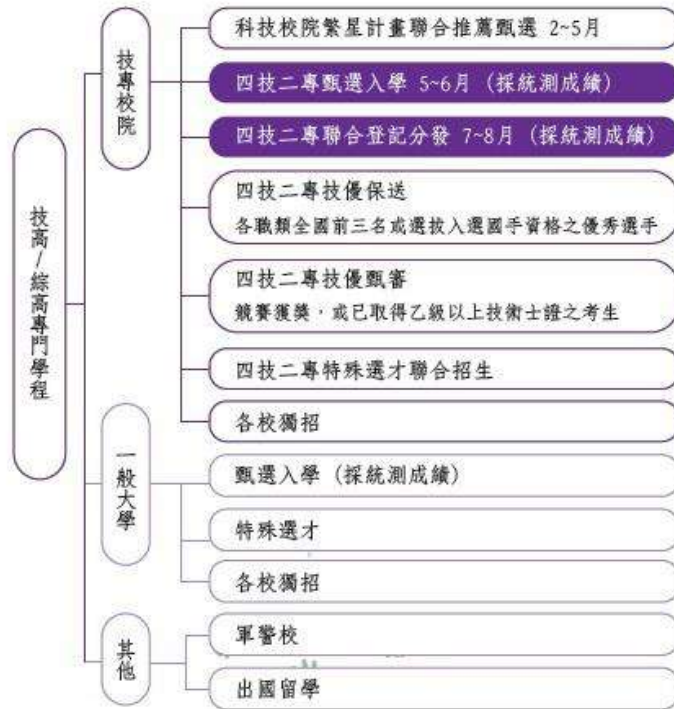 技高/綜高專門學程
技專校院
科技校院繁星計畫聯合推薦甄選 2~5月
四技二專甄選入學 5~6月 (採統測成績)
四技二專聯合登記分發 7~8月 (採統測成績)
四技二專技優保送
各職類全國前三名或選拔入選國手資格之優秀選手
四技二專技優甄審
競賽獲獎，或已取得乙級以上技術士證之考生
四技二專特殊選才聯合招生
各校獨招
一般大學
甄選入學 (採統測成績)
特殊選才
各校獨招
其他
軍警校
出國留學